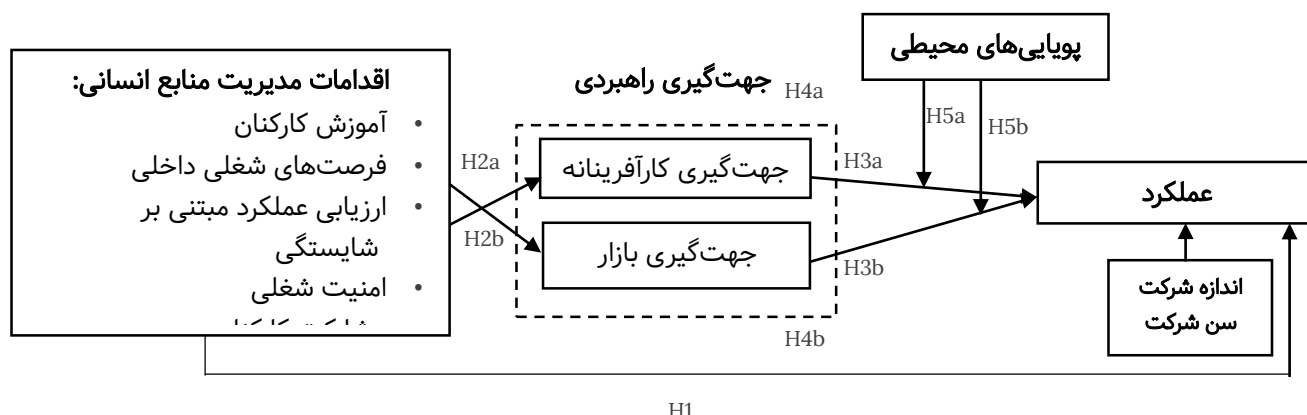 اقدامات مدیریت منابع انسانی:
• آموزش کارکنان
• فرصت‌های شغلی داخلی
• ارزیابی عملکرد مبتنی بر
شایستگی
• امنیت شغلی
H2a
H2b
جهت‌گیری راهبردی
H4a
جهت‌گیری کارآفرینانه
جهت‌گیری بازار
H4b
H3a
H3b
پویایی‌های محیطی
H5a
H5b
عملکرد
اندازه شرکت
سن شرکت
H1